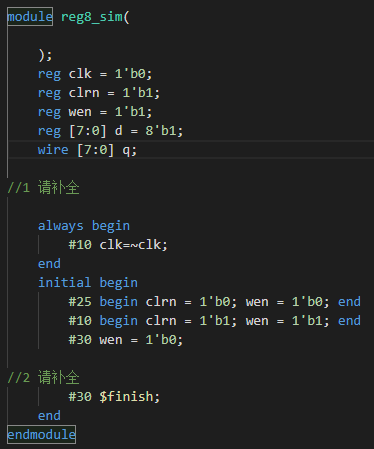 module reg8_sim(
);
reg clk = 1'b0;
reg clrn = 1'b1;
reg wen = 1'b1;
reg [7:0] d = 8'b1;
wire [7:0] q;
//1 请补全
always begin
#10 clk=~clk;
end
initial begin
#25 begin clrn = 1'b0; wen = 1'b0; end
#10 begin clrn = 1'b1; wen = 1'b1; end
#30 wen = 1'b0;
//2 请补全
#30 $finish;
end
endmodule